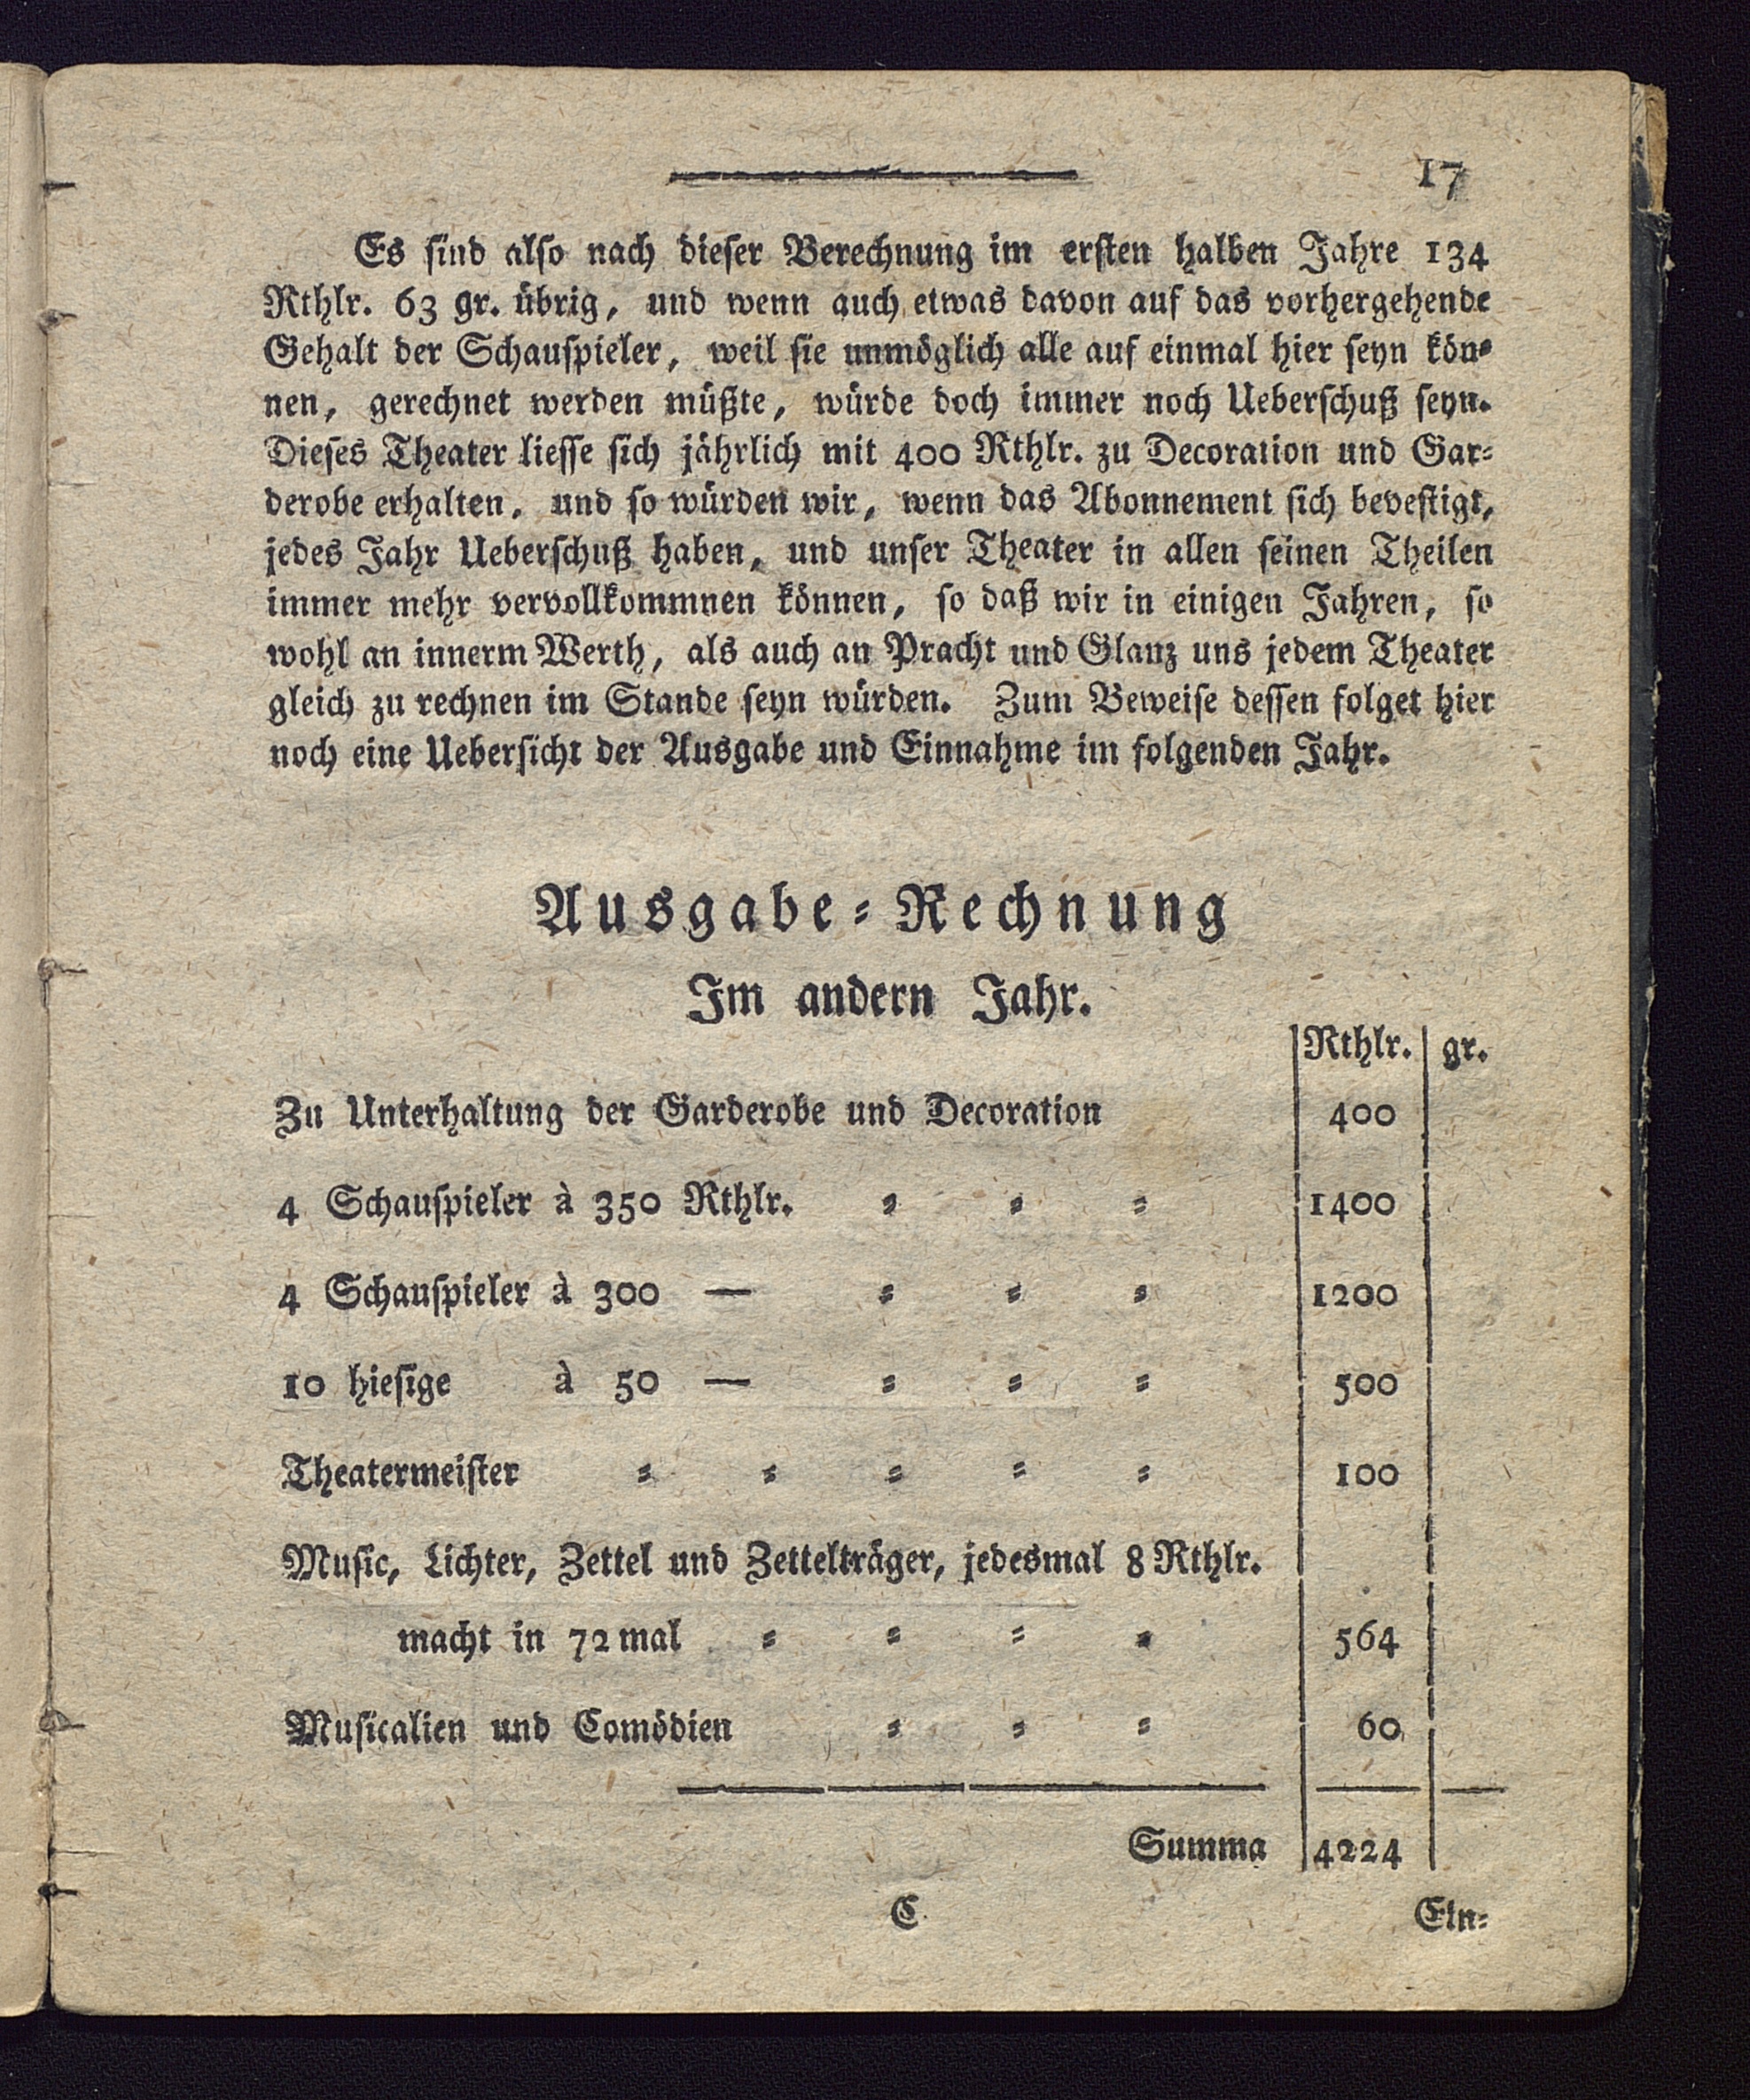 17
Es sind also nach dieser Berechnung im ersten halben Jahre 134
Rthlr. 63 gr. übrig, und wenn auch etwas davon auf das vorhergehende
Gehalt der Schauspieler, weil sie unmöglich alle auf einmal hier seyn kön⸗
nen, gerechnet werden müßte, würde doch immer noch Ueberschuß seyn.
Dieses Theater liesse sich jährlich mit 400 Rthlr. zu Decoration und Gar⸗
derobe erhalten, und so würden wir, wenn das Abonnement sich bevestigt,
jedes Jahr Ueberschuß haben, und unser Theater in allen seinen Theilen
immer mehr vervollkommnen können, so daß wir in einigen Jahren, so
wohl an innerm Werth, als auch an Pracht und Glanz uns jedem Theater
gleich zu rechnen im Stande seyn würden. Zum Beweise dessen folget hier
noch eine Uebersicht der Ausgabe und Einnahme im folgenden Jahr.
Ausgabe⸗Rechnung
Im andern Jahr.
Rthlr. gr.
Zu Unterhaltung der Garderobe und Decoration 400
4 Schauspieler à 350 Rthlr. ⸗ ⸗ ⸗ 1400
4 Schauspieler à 300 — ⸗ ⸗ ⸗ 1200
10 hiesige à 50 — ⸗ ⸗ ⸗ 500
Theatermeister ⸗ ⸗ ⸗ ⸗ ⸗ 100
Music, Lichter, Zettel und Zettelträger, jedesmal 8 Rthlr.
macht in 72 mal ⸗ ⸗ ⸗ ⸗ 564
Musicalien und Comödien ⸗ ⸗ ⸗ 60
Summa 4224
C Ein⸗